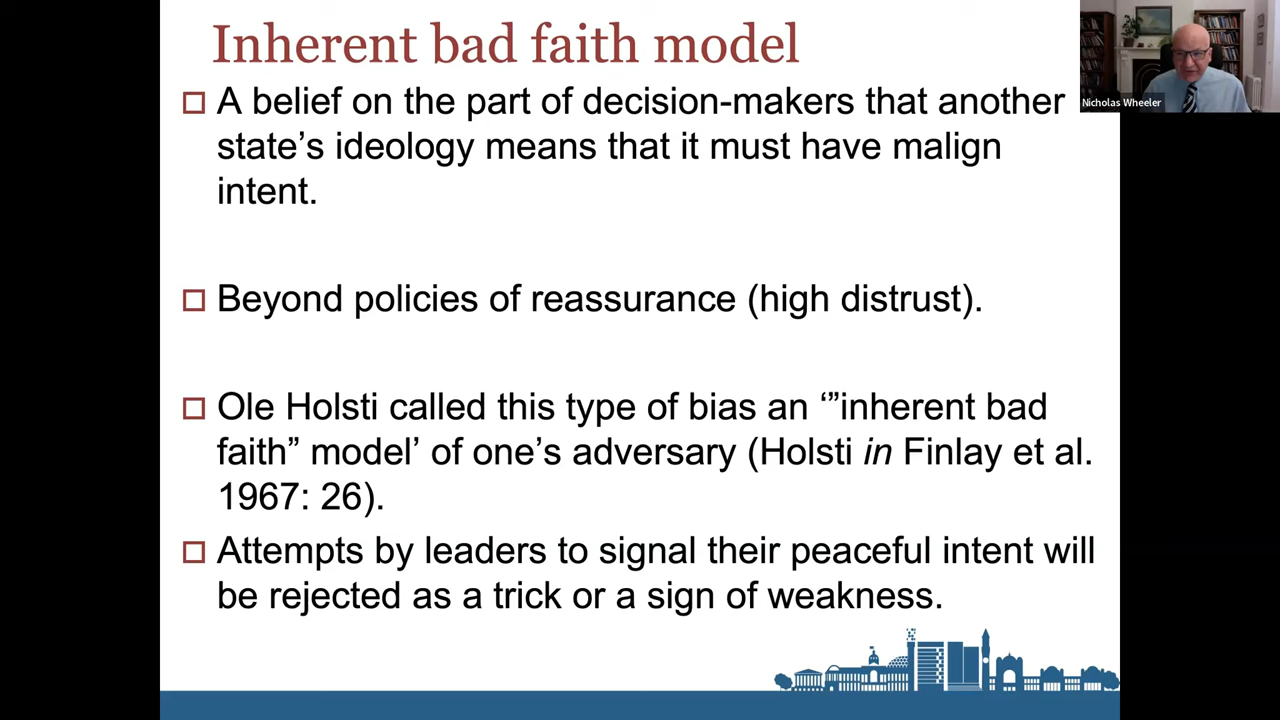 Inherent bad faith model
A belief on the part of decision-makers that another
state’s ideology means that it must have malign
intent.
Beyond policies of reassurance (high distrust).
Ole Holsti called this type of bias an ‘”inherent bad
faith” model’ of one’s adversary (Holsti in Finlay et al.
1967: 26).
Attempts by leaders to signal their peaceful intent will
be rejected as a trick or a sign of weakness.
Nicholas Wheeler